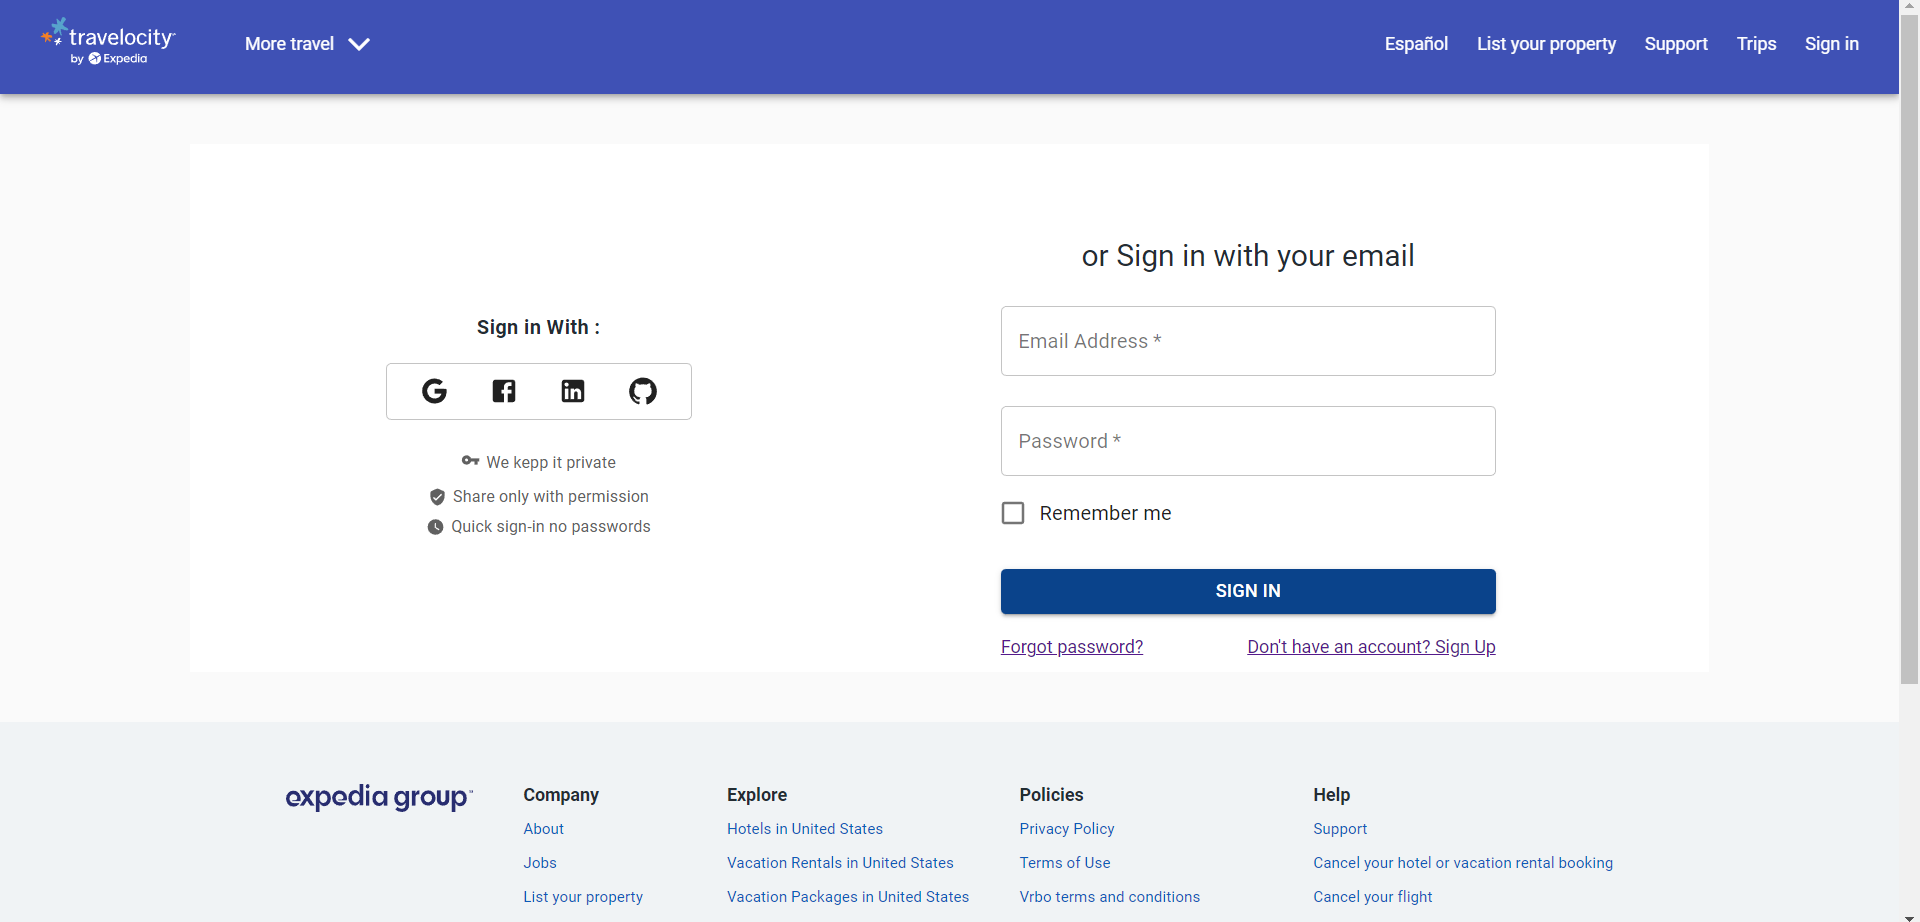 travelocity
by Expedia
More travel
Español
List your property
Support
Trips
Sign in
Sign in With :
We kepp it private
Share only with permission
Quick sign-in no passwords
or Sign in with your email
Email Address *
Password *
Remember me
SIGN IN
Forgot password?
Don't have an account? Sign Up
expedia group™
Company
About
Jobs
List your property
Explore
Hotels in United States
Vacation Rentals in United States
Vacation Packages in United States
Policies
Privacy Policy
Terms of Use
Vrbo terms and conditions
Help
Support
Cancel your hotel or vacation rental booking
Cancel your flight